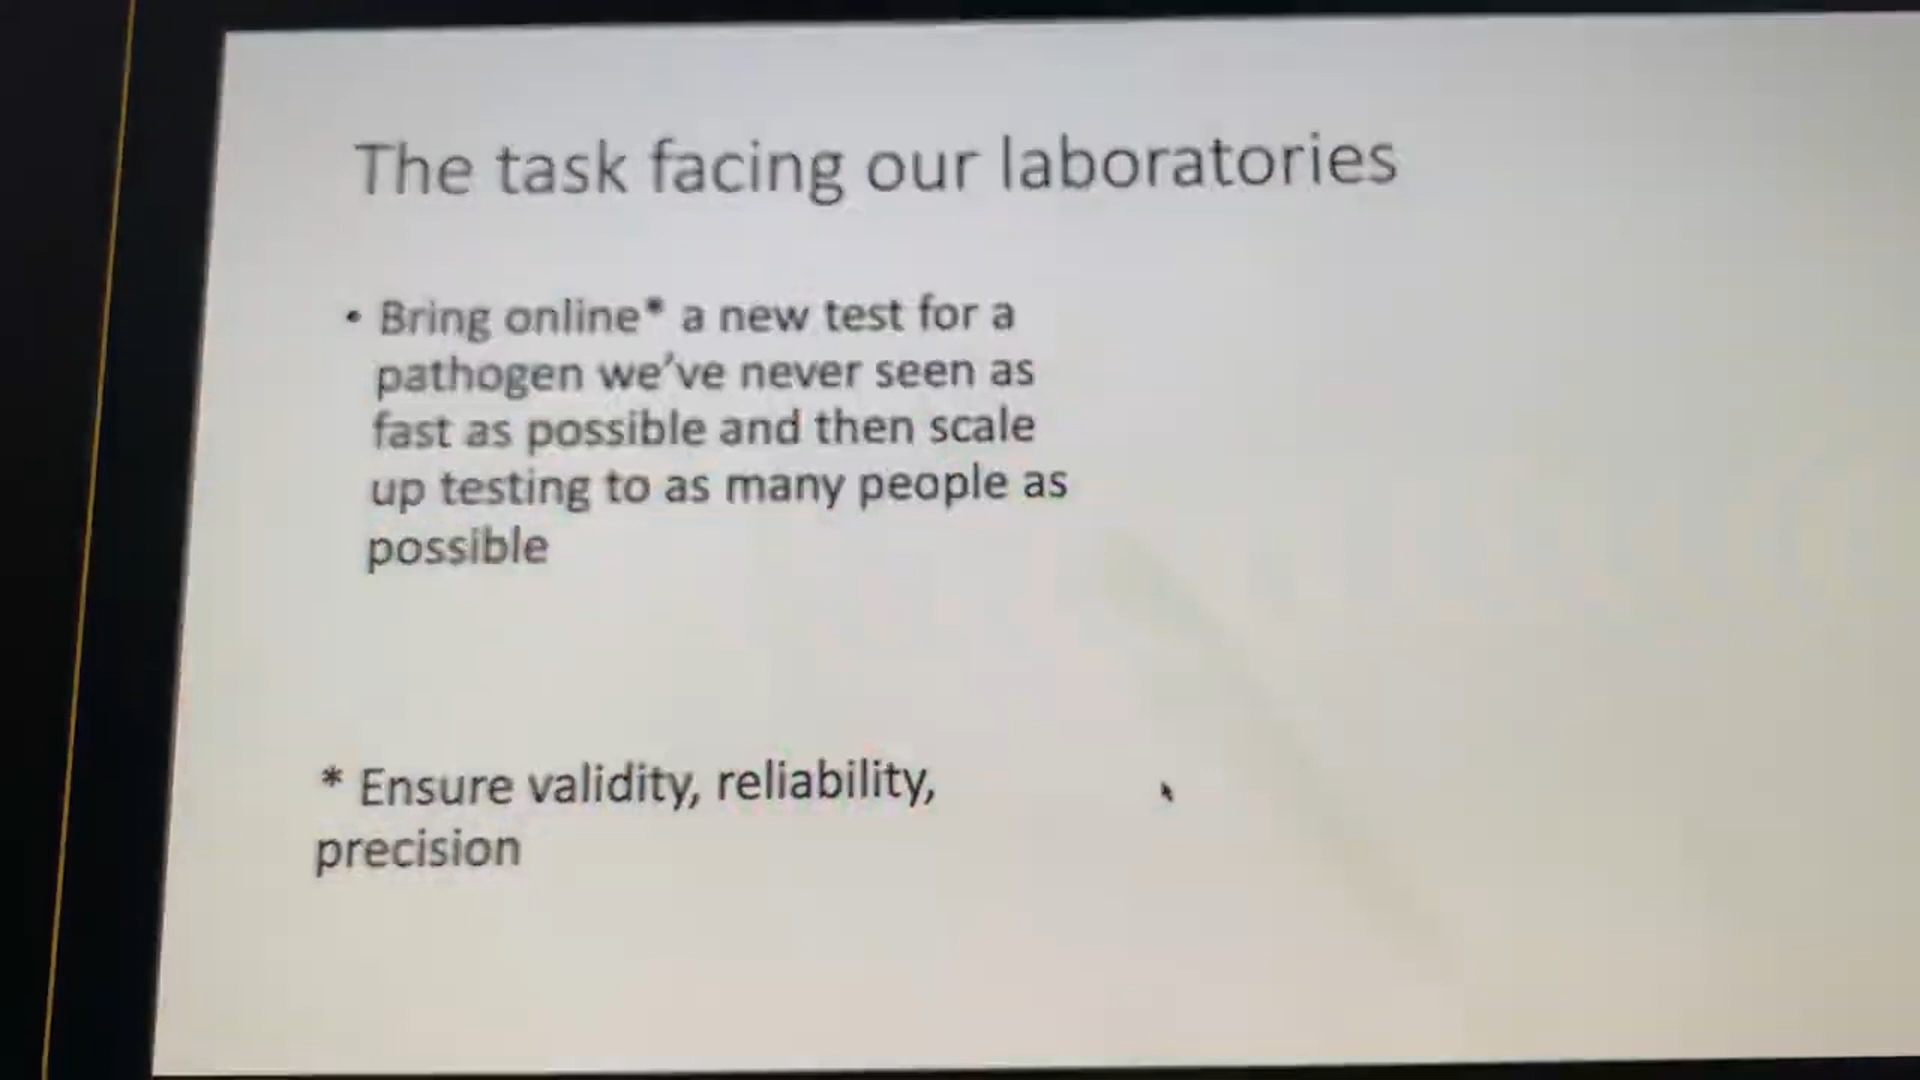 The task facing our laboratories
• Bring online* a new test for a
pathogen we've never seen as
fast as possible and then scale
up testing to as many people as
possible
* Ensure validity, reliability,
precision